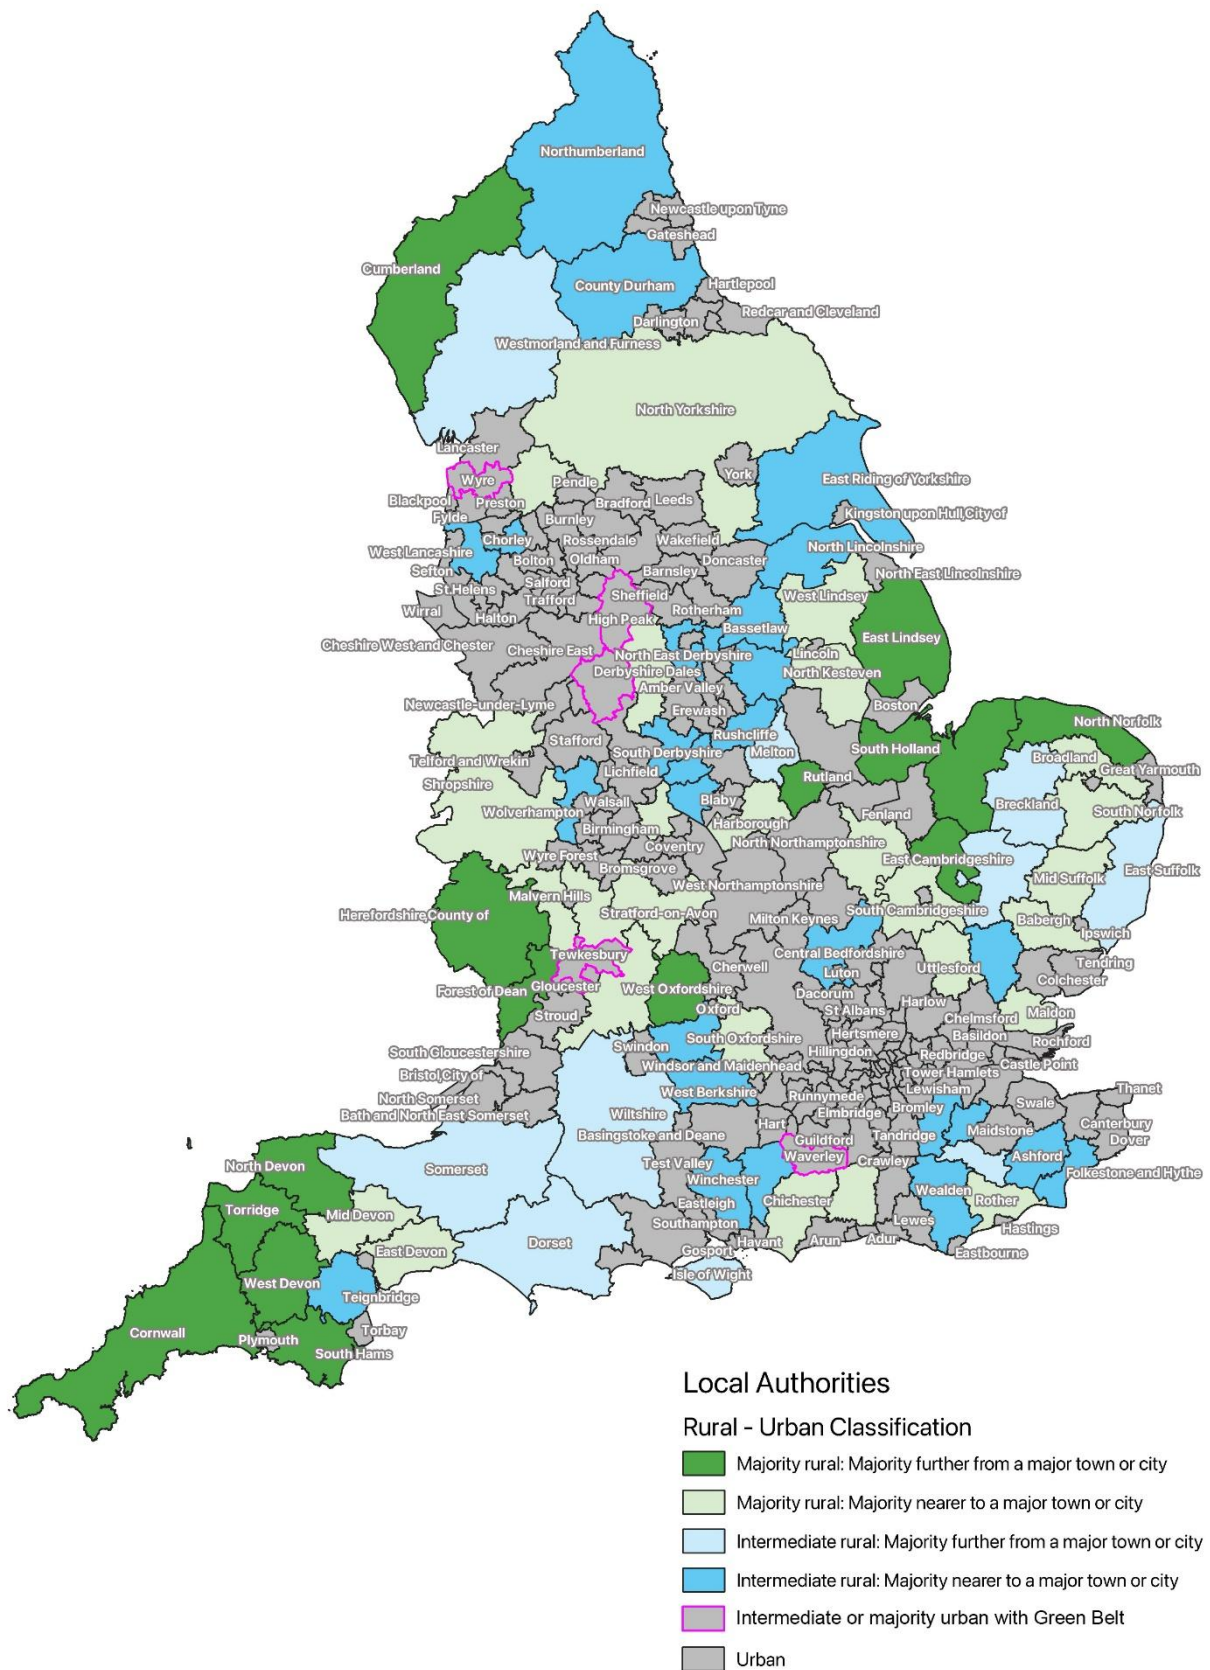 Northumberland
Newcastle upon Tyne
Gateshead
Cumberland
County Durham
Hartlepool
Redcar and Cleveland
Darlington
Westmorland and Furness
North Yorkshire
Lancaster
Wyre
Pendle
York
East Riding of Yorkshire
Blackpool
Preston
Bradford
Leeds
Fylde
Burnley
Kingston upon Hull,City of
Chorley
Rossendale
Wakefield
North Lincolnshire
West Lancashire
Bolton
Oldham
Doncaster
Sefton
Barnsley
North East Lincolnshire
Salford
St.Helens
Sheffield
West Lindsey
Trafford
Wirral
Halton
High Peak
Rotherham
Bassetlaw
East Lindsey
Cheshire West and Chester
Cheshire East
North East Derbyshire
Lincoln
Derbyshire Dales
North Kesteven
Amber Valley
Newcastle-under-Lyme
Erewash
Boston
North Norfolk
Stafford
Rushcliffe
South Derbyshire
Melton
South Holland
Broadland
Telford and Wrekin
Lichfield
Rutland
Great Yarmouth
Shropshire
Walsall
Blaby
Breckland
South Norfolk
Wolverhampton
Harborough
Fenland
Birmingham
North Northamptonshire
Coventry
Wyre Forest
East Cambridgeshire
Bromsgrove
East Suffolk
Mid Suffolk
West Northamptonshire
Malvern Hills
Herefordshire,County of
Stratford-on-Avon
Milton Keynes
South Cambridgeshire
Babergh
Ipswich
Tewkesbury
Central Bedfordshire
Cherwell
Uttlesford
Tendring
Luton
Colchester
Gloucester
Forest of Dean
West Oxfordshire
Dacorum
Harlow
Oxford
St Albans
Maldon
Stroud
Chelmsford
Hertsmere
Basildon
South Oxfordshire
Rochford
Swindon
Hillingdon
South Gloucestershire
Redbridge
Castle Point
Windsor and Maidenhead
Tower Hamlets
Bristol,City of
Lewisham
Thanet
West Berkshire
Runnymede
North Somerset
Bromley
Swale
Bath and North East Somerset
Wiltshire
Elmbridge
Hart
Canterbury
Maidstone
Basingstoke and Deane
Guildford
Tandridge
Dover
Waverley
Ashford
North Devon
Somerset
Test Valley
Crawley
Folkestone and Hythe
Winchester
Wealden
Torridge
Chichester
Rother
Mid Devon
Eastleigh
Lewes
Southampton
Hastings
Dorset
Havant
Arun
Adur
East Devon
Gosport
Eastbourne
Isle of Wight
West Devon
Teignbridge
Cornwall
Torbay
Plymouth
South Hams
Local Authorities
Rural - Urban Classification
Majority rural: Majority further from a major town or city
Majority rural: Majority nearer to a major town or city
Intermediate rural: Majority further from a major town or city
Intermediate rural: Majority nearer to a major town or city
Intermediate or majority urban with Green Belt
Urban